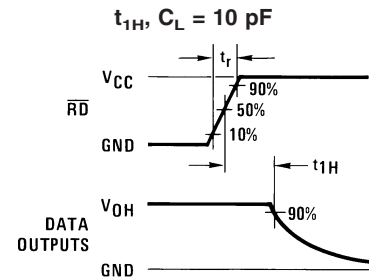 t1H, CL = 10 pF
tr
VCC
90%
RD
50%
10%
GND
t1H
VOH
90%
DATA
OUTPUTS
GND